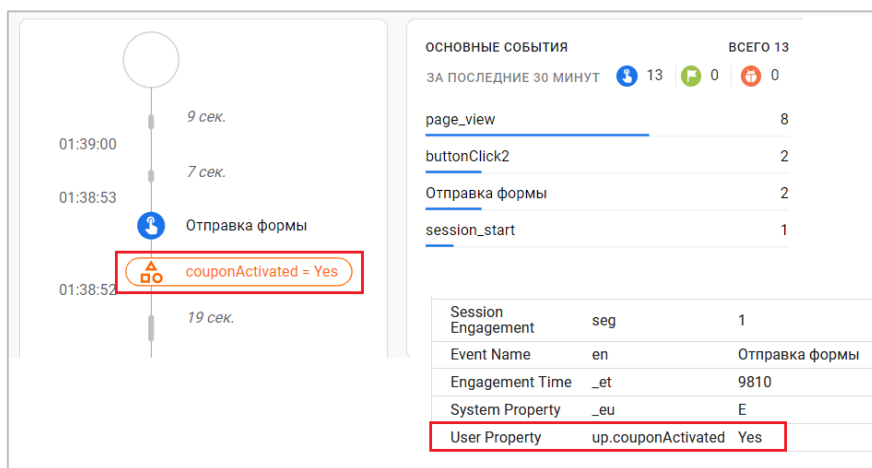 9 сек.
01:39:00
7 сек.
01:38:53
Отправка формы
couponActivated = Yes
01:38:52
19 сек.
ОСНОВНЫЕ СОБЫТИЯ ВСЕГО 13
ЗА ПОСЛЕДНИЕ 30 МИНУТ 13 0 0
page_view 8
buttonClick2 2
Отправка формы 2
session_start 1
Session Engagement seg 1
Event Name en Отправка формы
Engagement Time _et 9810
System Property _eu E
User Property up.couponActivated Yes